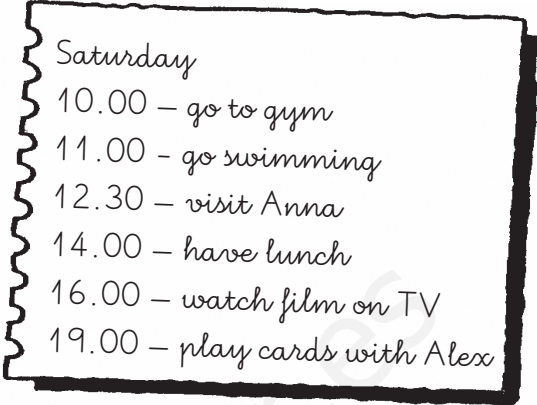 Saturday
10.00 – go to gym
11.00 - go swimming
12.30 – visit Anna
14.00 – have lunch
16.00 – watch film on TV
19.00 – play cards with Alex